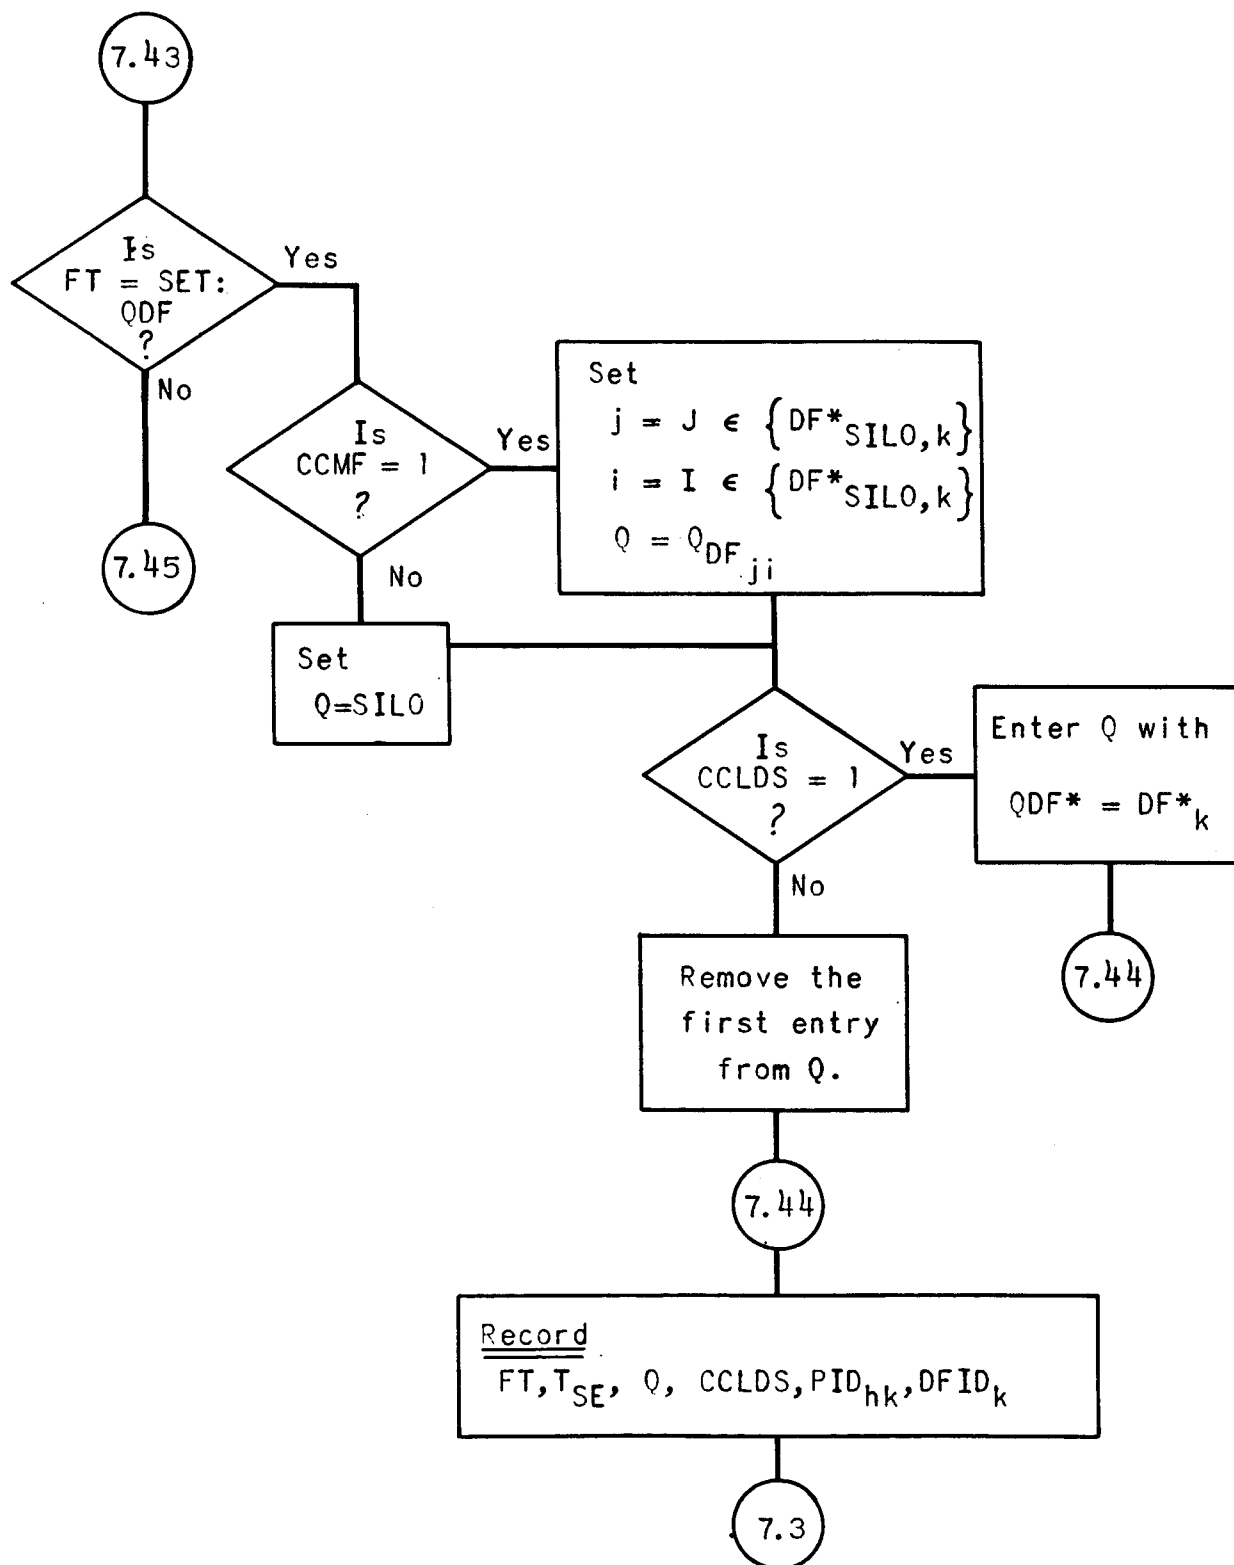 7.43
Is
FT = SET:
QDF
?
Yes
No
7.45
Is
CCMF = 1
?
Yes
No
Set
j = J ϵ {DF*SILO,k}
i = I ϵ {DF*SILO,k}
Q = QDFji
Set
Q=SILO
Is
CCLDS = 1
?
Yes
No
Enter Q with
QDF* = DF*k
7.44
Remove the
first entry
from Q.
7.44
Record
FT,TSE, Q, CCLDS,PIDhk,DFIDk
7.3